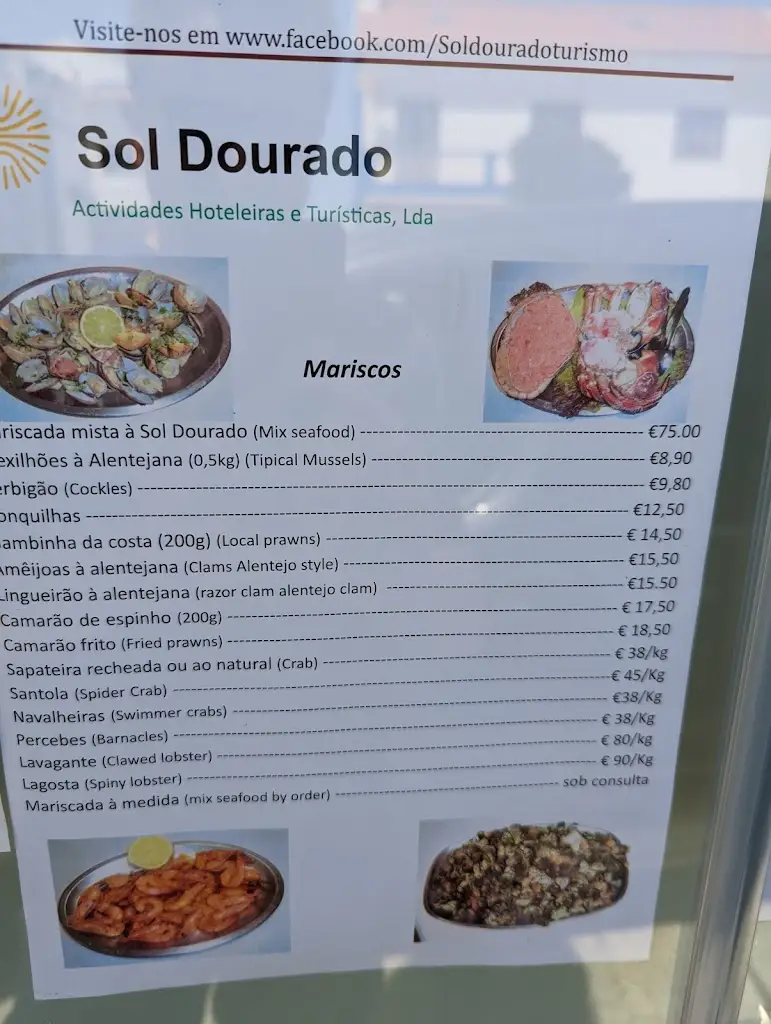 Visite-nos em www.facebook.com/Soldouradoturismo
Sol Dourado
Actividades Hoteleiras e Turísticas, Lda
Mariscos
riscada mista à Sol Dourado (Mix seafood) ---------- €75.00
exilhões à Alentejana (0,5kg) (Tipical Mussels) ---------- €8,90
erbigão (Cockles) ---------- €9,80
onquilhas ---------- €12,50
ambinha da costa (200g) (Local prawns) ---------- € 14,50
Amêijoas à alentejana (Clams Alentejo style) ---------- €15,50
Lingueirão à alentejana (razor clam alentejo clam) ---------- €15.50
Camarão de espinho (200g) ---------- € 17,50
Camarão frito (Fried prawns) ---------- € 18,50
Sapateira recheada ou ao natural (Crab) ---------- € 38/kg
Santola (Spider Crab) ---------- € 45/Kg
Navalheiras (Swimmer crabs) ---------- €38/Kg
Percebes (Barnacles) ---------- € 38/Kg
Lavagante (Clawed lobster) ---------- € 80/kg
Lagosta (Spiny lobster) ---------- € 90/Kg
Mariscada à medida (mix seafood by order) ---------- sob consulta